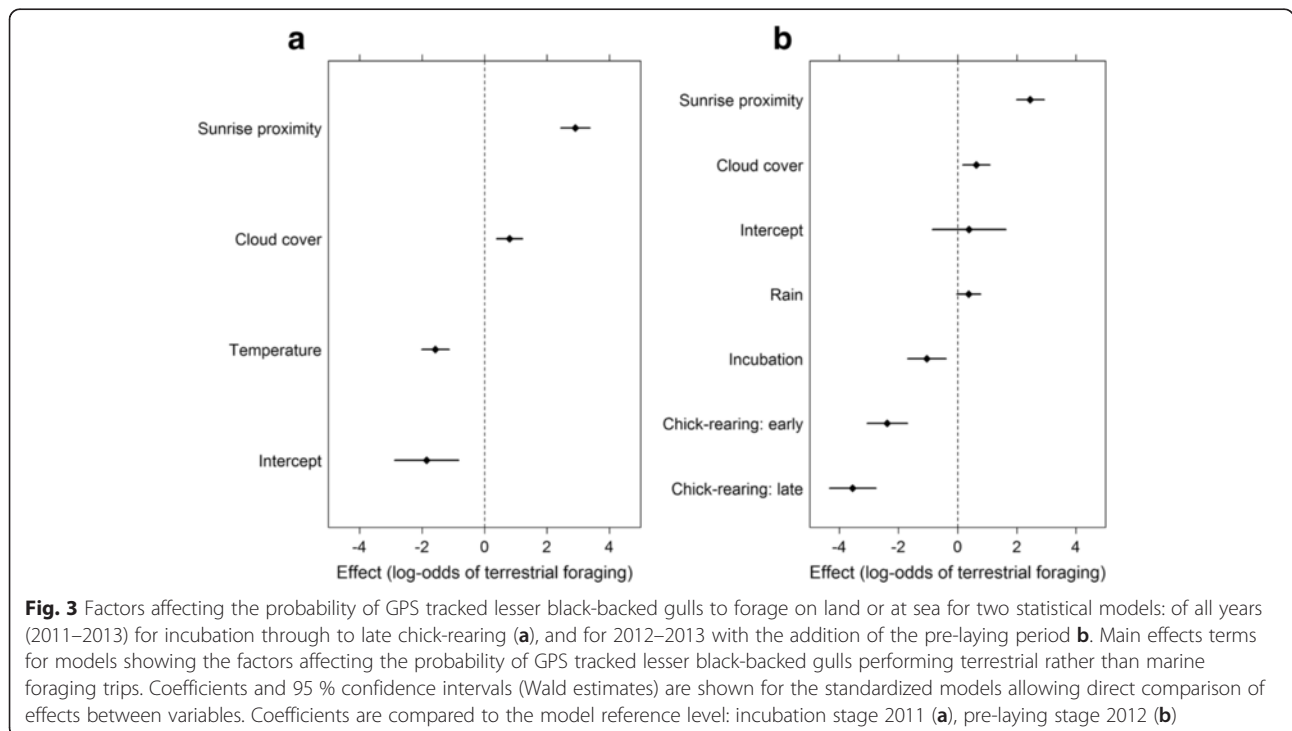 a
Sunrise proximity
Cloud cover
Temperature
Intercept
-4 -2 0 2 4
Effect (log-odds of terrestrial foraging)
b
Sunrise proximity
Cloud cover
Intercept
Rain
Incubation
Chick-rearing: early
Chick-rearing: late
-4 -2 0 2 4
Effect (log-odds of terrestrial foraging)
Fig. 3 Factors affecting the probability of GPS tracked lesser black-backed gulls to forage on land or at sea for two statistical models: of all years
(2011–2013) for incubation through to late chick-rearing (a), and for 2012–2013 with the addition of the pre-laying period b. Main effects terms
for models showing the factors affecting the probability of GPS tracked lesser black-backed gulls performing terrestrial rather than marine
foraging trips. Coefficients and 95 % confidence intervals (Wald estimates) are shown for the standardized models allowing direct comparison of
effects between variables. Coefficients are compared to the model reference level: incubation stage 2011 (a), pre-laying stage 2012 (b)